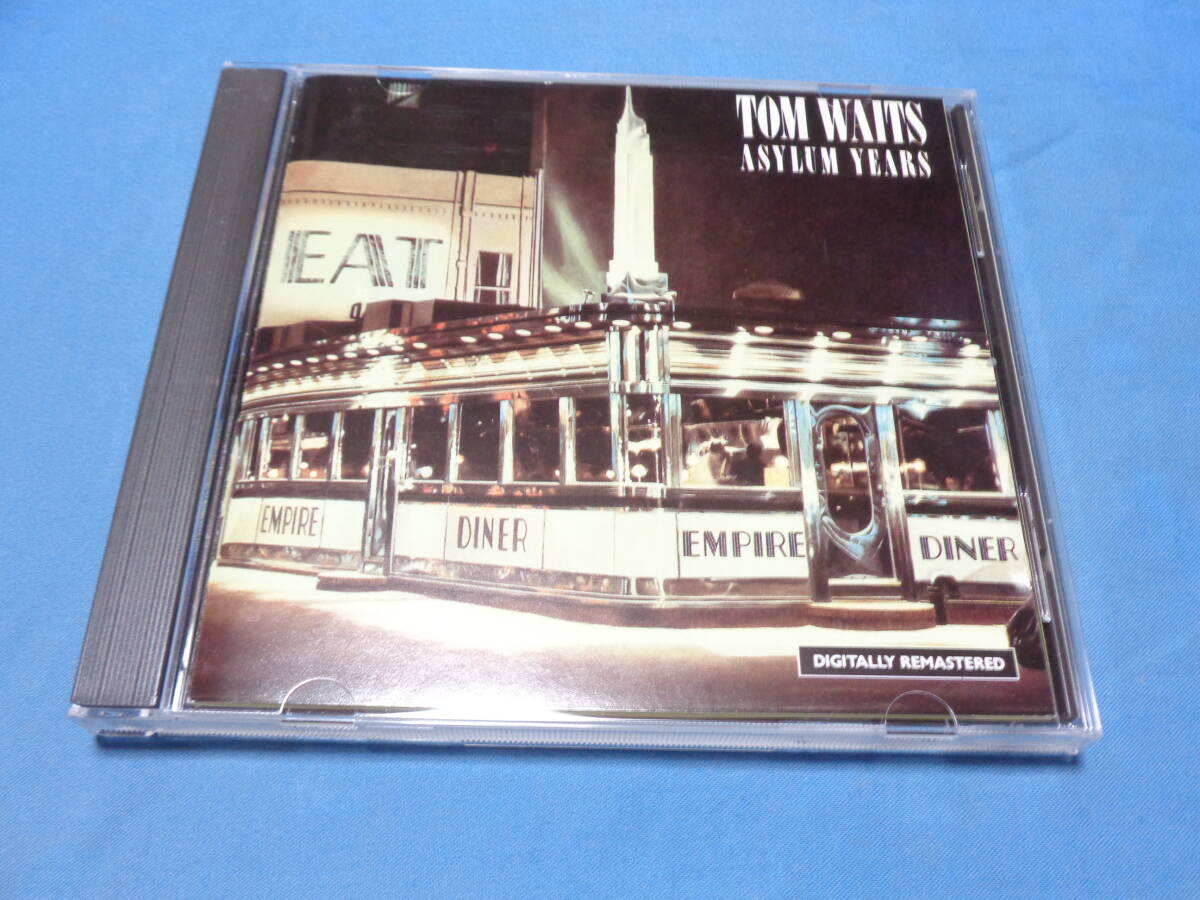 TOM WAITS
ASYLUM YEARS
EAT
EMPIRE DINER EMPIRE DINER
DIGITALLY REMASTERED